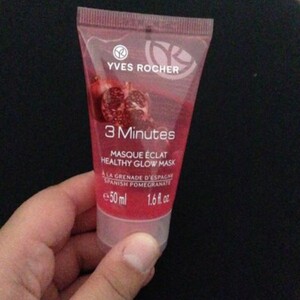 YVES ROCHER
3 Minutes
MASQUE ÉCLAT
HEALTHY GLOW MASK
À LA GRENADE D'ESPAGNE
SPANISH POMEGRANATE
e 50 ml 1.6 fl. oz.